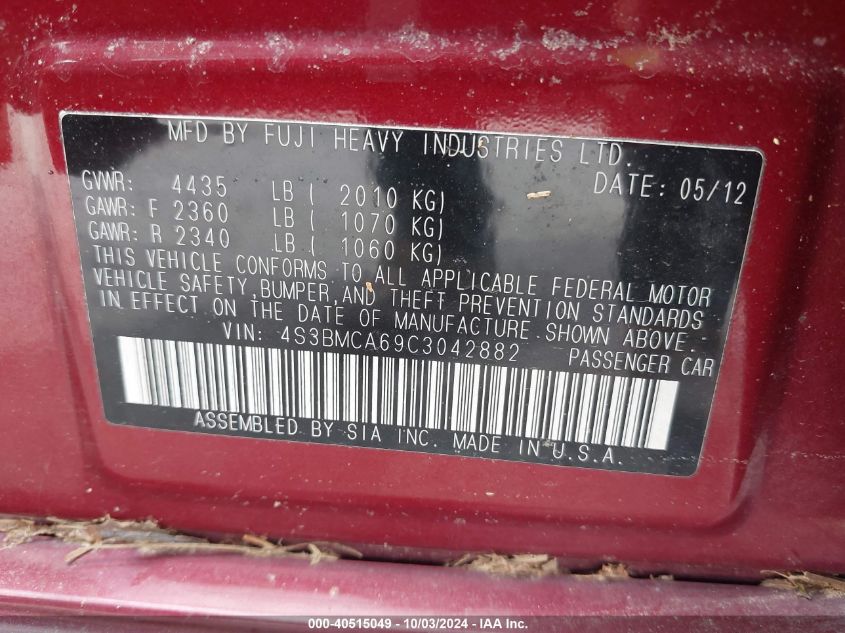 MFD BY FUJI HEAVY INDUSTRIES LTD.
DATE: 05/12
GVWR: 4435 LB ( 2010 KG)
GAWR: F 2360 LB ( 1070 KG)
GAWR: R 2340 LB ( 1060 KG)
THIS VEHICLE CONFORMS TO ALL APPLICABLE FEDERAL MOTOR
VEHICLE SAFETY, BUMPER, AND THEFT PREVENTION STANDARDS
IN EFFECT ON THE DATE OF MANUFACTURE SHOWN ABOVE.
VIN: 4S3BMCA69C3042882 PASSENGER CAR
ASSEMBLED BY SIA INC. MADE IN U.S.A.
000-40515049 - 10/03/2024 - IAA Inc.